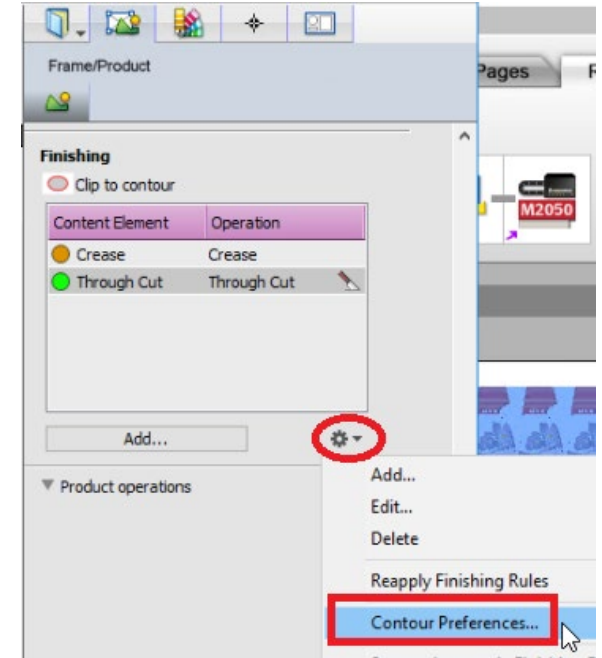 Frame/Product
Pages
Finishing
Clip to contour
Content Element Operation
Crease Crease
Through Cut Through Cut
M2050
Add...
Product operations
Add...
Edit...
Delete
Reapply Finishing Rules
Contour Preferences...